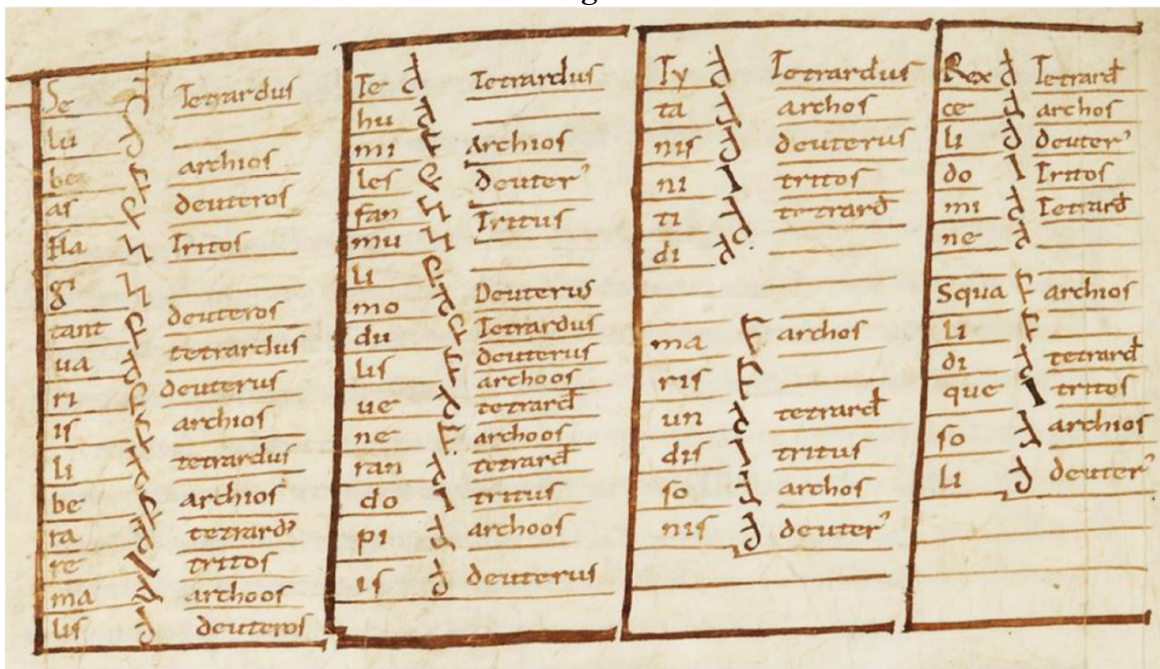 Se Tetrardus
Iu
be archios
as deuteros
fla Tritos
gi
tant deuteros
ua tetrardus
ri deuterus
is archios
li tetrardus
be archios
ra tetrard
re tritos
ma archoos
lis deuteros
Te Tetrardus
hu
mi Archios
les Deuter
fan Tritus
mu
li
mo Deuterus
du Tetrardus
lis deuterus
ue archoos
ne tetrard
ran archoos
do tetrard
pi tritus
is archoos
deuterus
Ty Tetrardus
ta archos
nis deuterus
ni tritos
ti tetrard
di
ma archos
ris
un tetrard
dis tritus
so archos
nis deuter
Rex Tetrard
ce archos
li deuter
do Tritos
mi Tetrard
ne
Squa archios
li
di tetrard
que tritos
so archios
li deuter